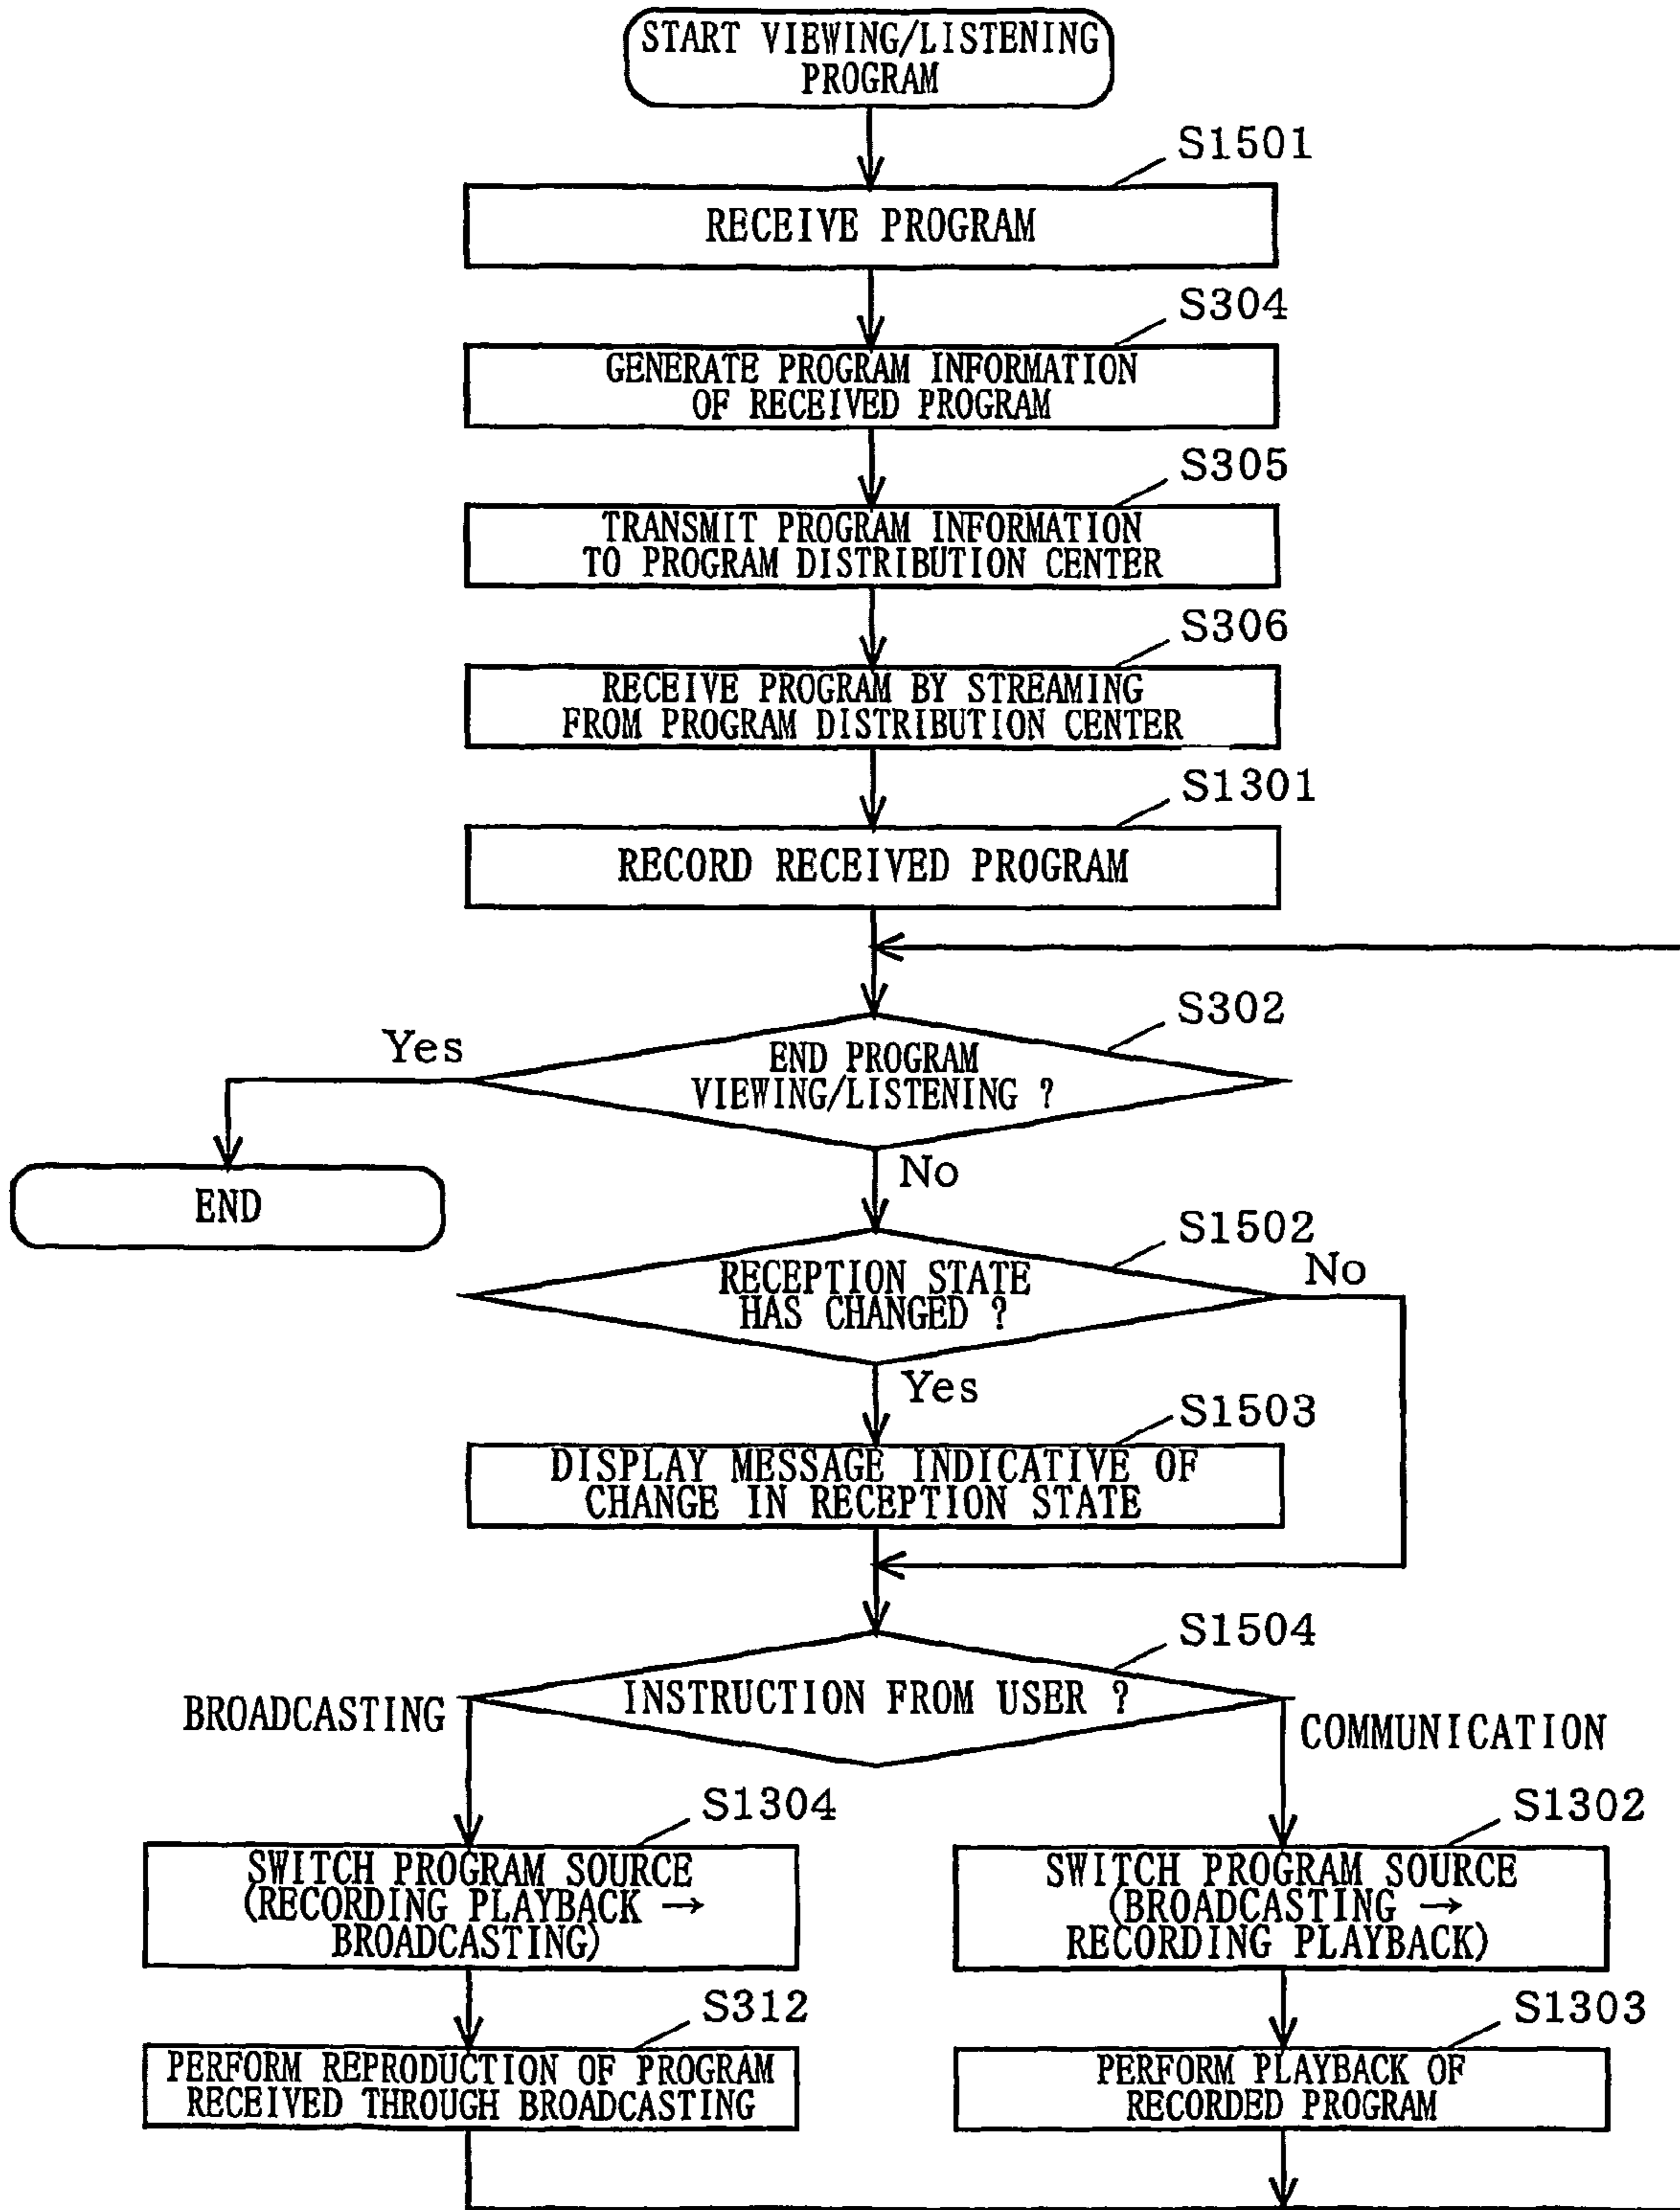 START VIEWING/LISTENING
PROGRAM
S1501
RECEIVE PROGRAM
S304
GENERATE PROGRAM INFORMATION
OF RECEIVED PROGRAM
S305
TRANSMIT PROGRAM INFORMATION
TO PROGRAM DISTRIBUTION CENTER
S306
RECEIVE PROGRAM BY STREAMING
FROM PROGRAM DISTRIBUTION CENTER
S1301
RECORD RECEIVED PROGRAM
S302
Yes
END PROGRAM
VIEWING/LISTENING ?
No
END
S1502
RECEPTION STATE
HAS CHANGED ?
No
Yes
S1503
DISPLAY MESSAGE INDICATIVE OF
CHANGE IN RECEPTION STATE
S1504
INSTRUCTION FROM USER ?
BROADCASTING
COMMUNICATION
S1304
SWITCH PROGRAM SOURCE
(RECORDING PLAYBACK →
BROADCASTING)
S1302
SWITCH PROGRAM SOURCE
(BROADCASTING →
RECORDING PLAYBACK)
S312
PERFORM REPRODUCTION OF PROGRAM
RECEIVED THROUGH BROADCASTING
S1303
PERFORM PLAYBACK OF
RECORDED PROGRAM